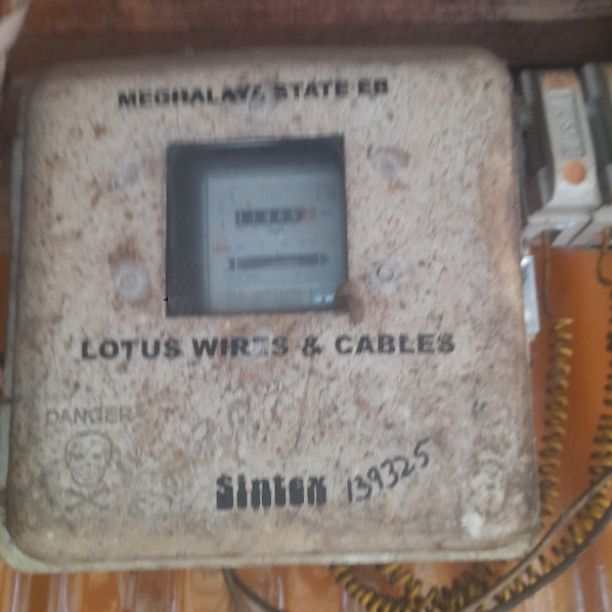 MEGHALAYA STATE EB
LOTUS WIRES & CABLES
DANGER
Sintex 139325